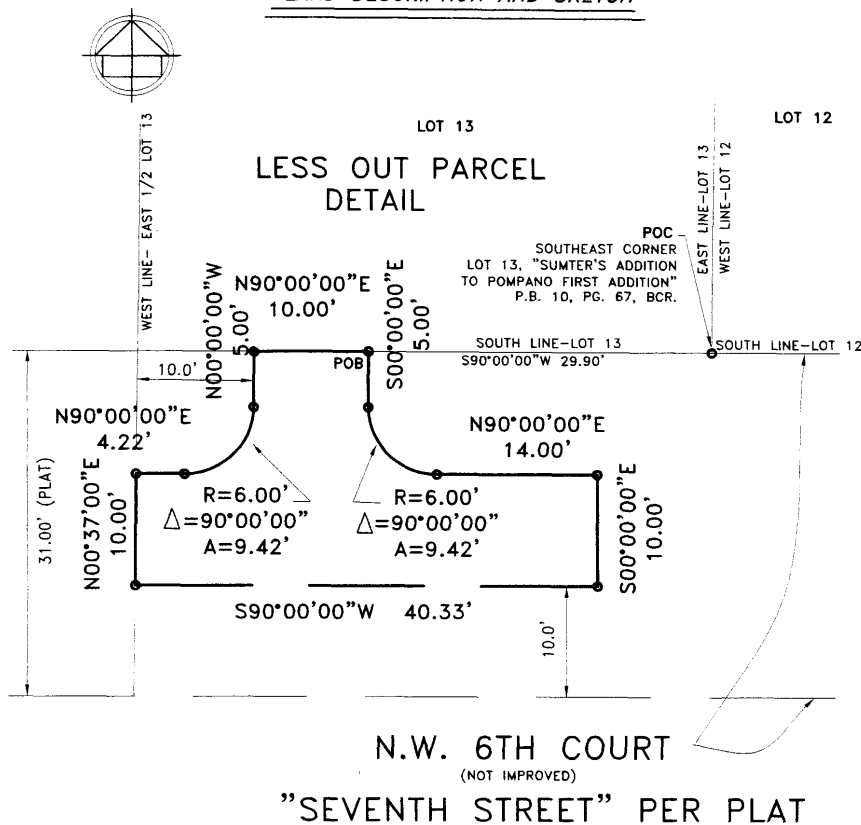 LAND DESCRIPTION AND SKETCH
LOT 13
LOT 12
WEST LINE- EAST 1/2 LOT 13
LESS OUT PARCEL
DETAIL
EAST LINE-LOT 13
WEST LINE-LOT 12
POC
SOUTHEAST CORNER
LOT 13, "SUMTER'S ADDITION
TO POMPANO FIRST ADDITION"
P.B. 10, PG. 67, BCR.
N00°00'00"W
5.00'
N90°00'00"E
10.00'
S00°00'00"E
5.00'
SOUTH LINE-LOT 13
S90°00'00"W 29.90'
SOUTH LINE-LOT 12
POB
10.0'
N90°00'00"E
4.22'
N90°00'00"E
14.00'
31.00' (PLAT)
N00°37'00"E
10.00'
R=6.00'
Δ=90°00'00"
A=9.42'
R=6.00'
Δ=90°00'00"
A=9.42'
S00°00'00"E
10.00'
S90°00'00"W 40.33'
10.0'
N.W. 6TH COURT
(NOT IMPROVED)
"SEVENTH STREET" PER PLAT